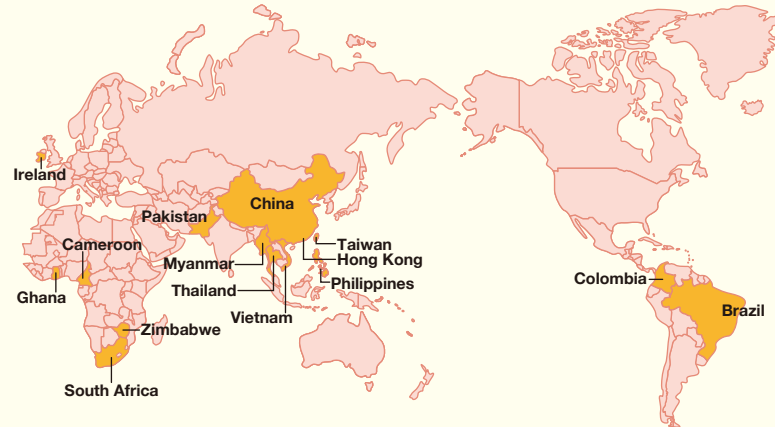 Ireland
China
Pakistan
Cameroon
Taiwan
Hong Kong
Myanmar
Colombia
Philippines
Thailand
Ghana
Vietnam
Brazil
Zimbabwe
South Africa